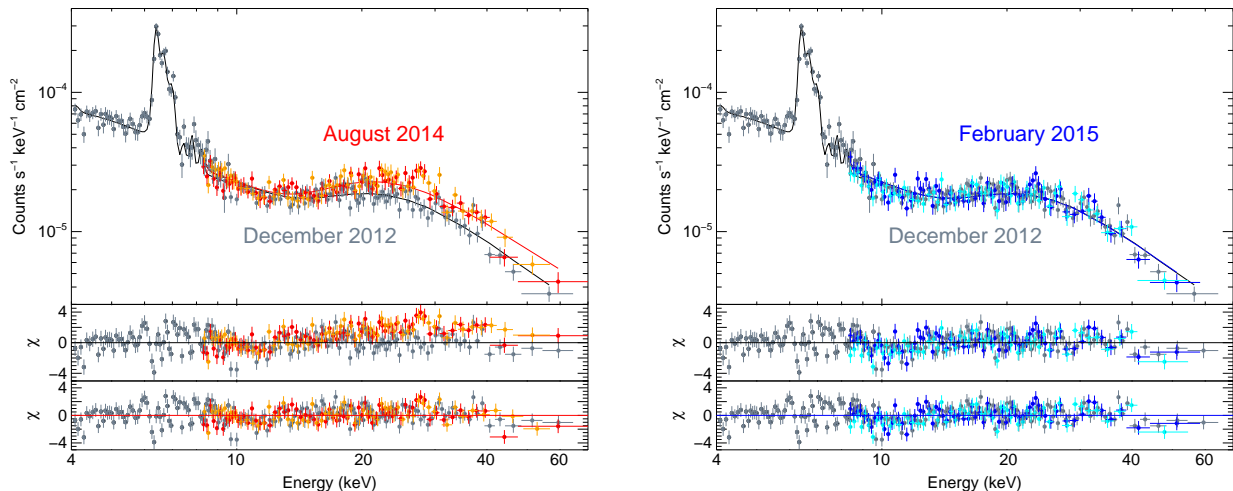 10⁻⁴
10⁻⁵
Counts s⁻¹ keV⁻¹ cm⁻²
August 2014
December 2012
4
0
−4
χ
4
0
−4
χ
4
10
20
40
60
Energy (keV)
10⁻⁴
10⁻⁵
Counts s⁻¹ keV⁻¹ cm⁻²
February 2015
December 2012
4
0
−4
χ
4
0
−4
χ
4
10
20
40
60
Energy (keV)